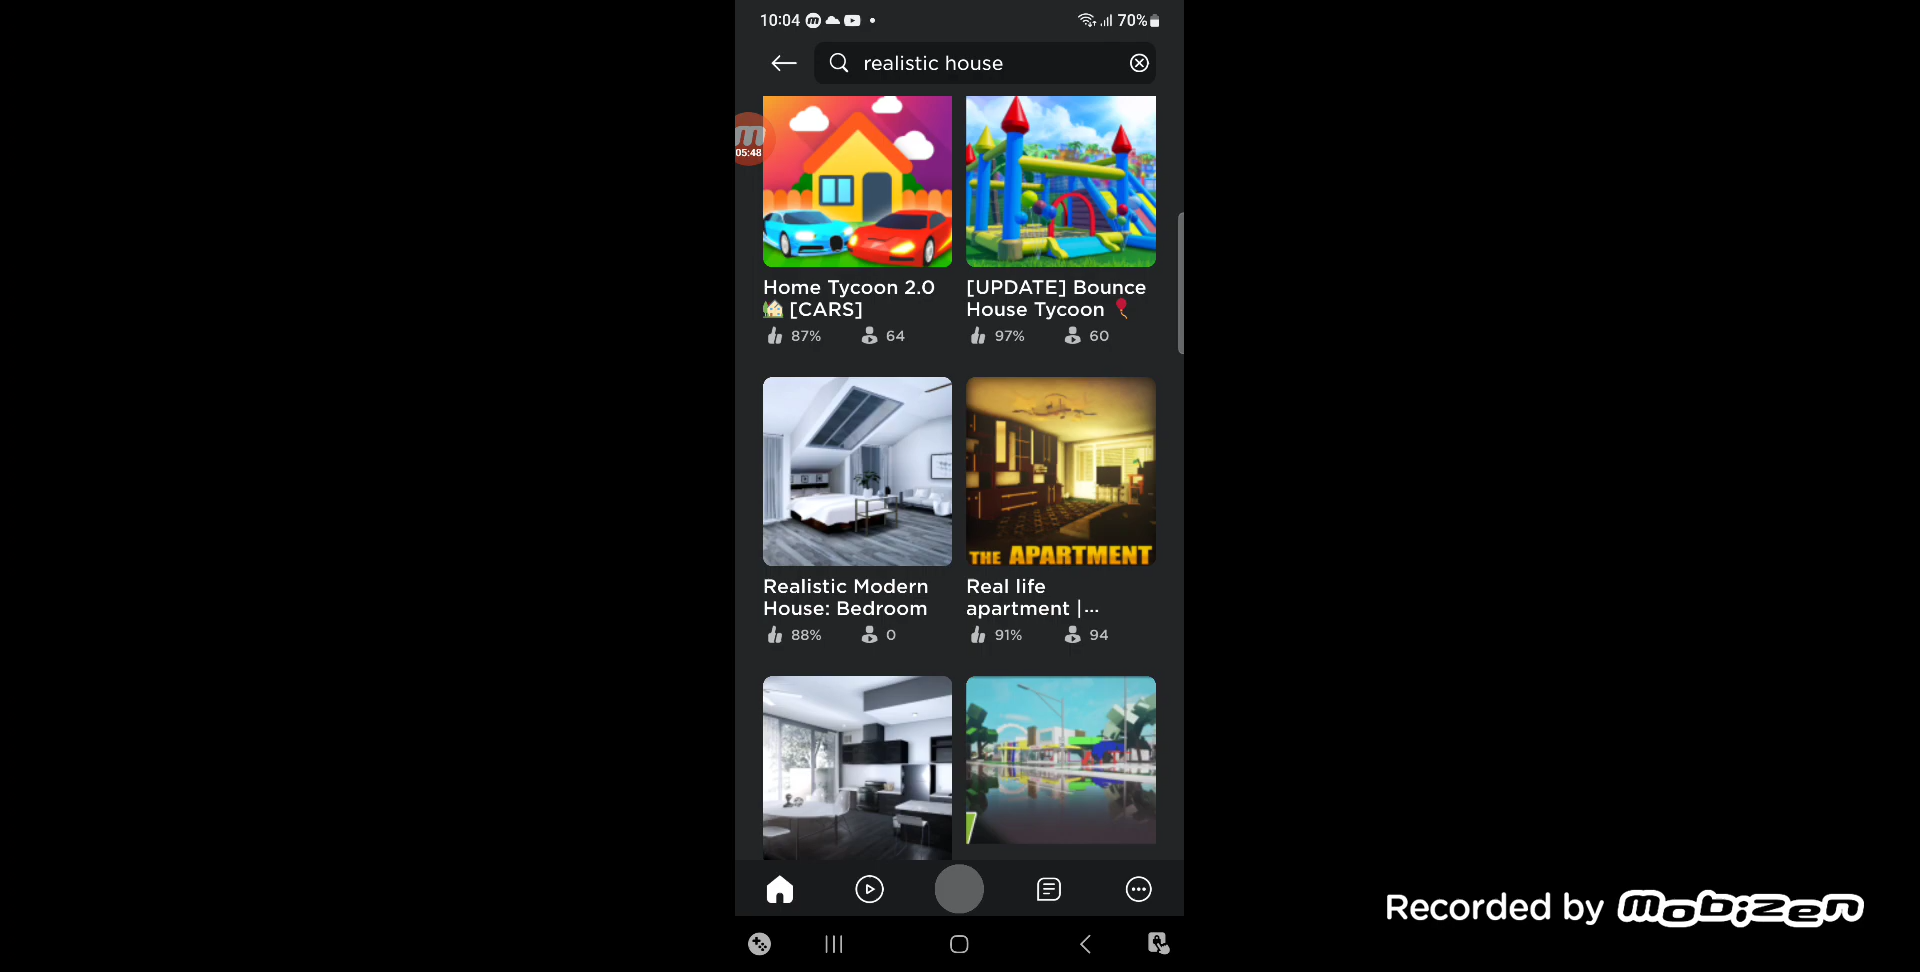 10:04
70%
realistic house
05:48
Home Tycoon 2.0
[CARS]
87%
64
[UPDATE] Bounce
House Tycoon
97%
60
THE APARTMENT
Realistic Modern
House: Bedroom
88%
0
Real life
apartment |...
91%
94
Recorded by mobizen